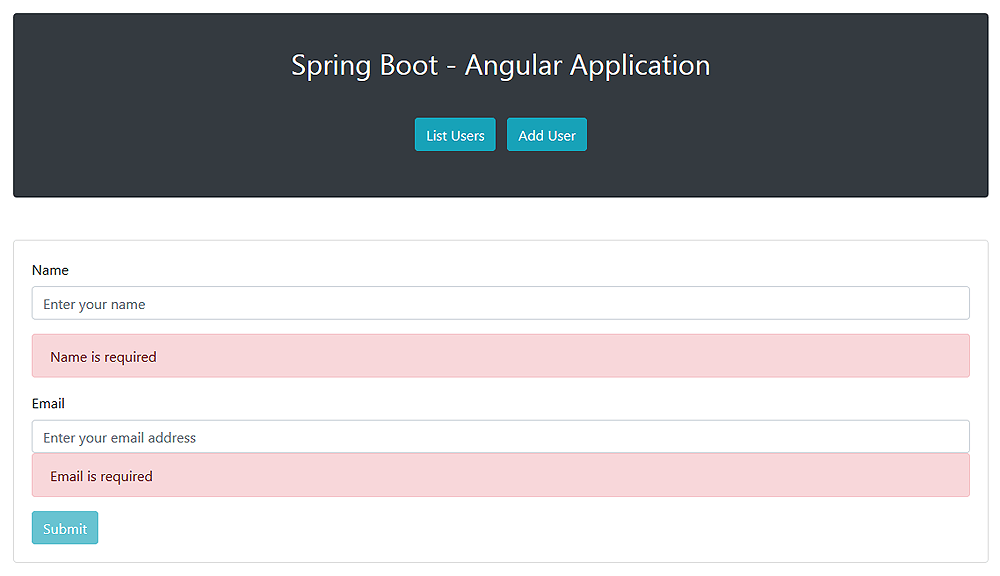 Spring Boot - Angular Application
List Users Add User
Name
Enter your name
Name is required
Email
Enter your email address
Email is required
Submit